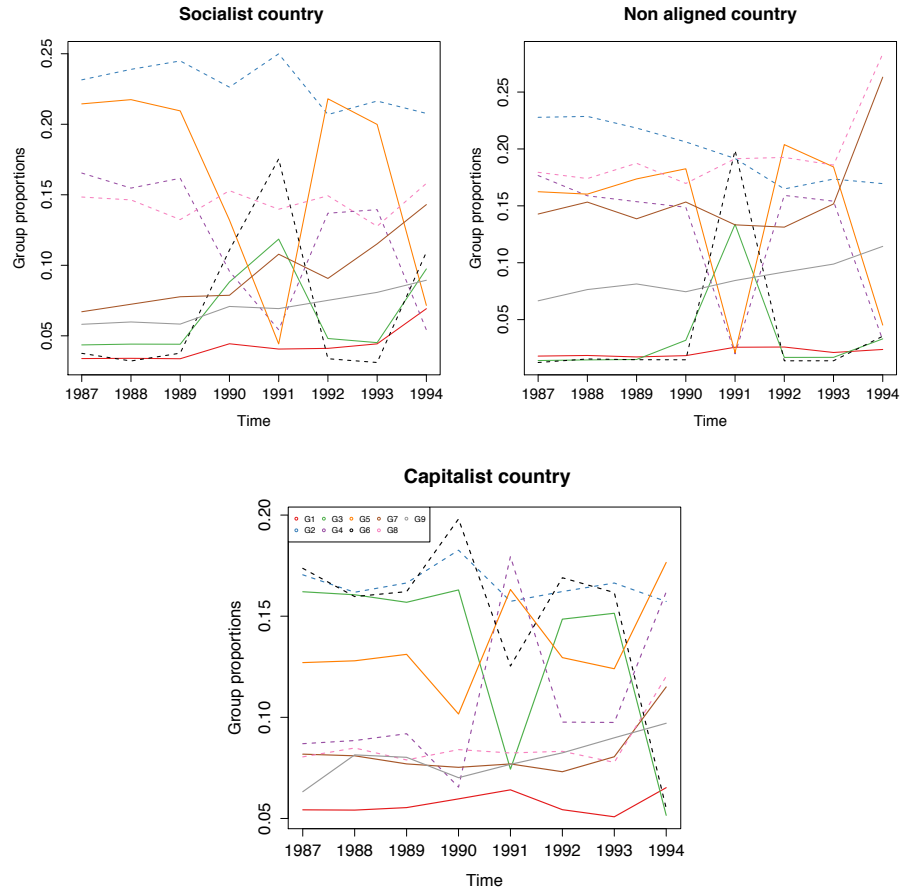 Socialist country
Group proportions
0.05 0.10 0.15 0.20 0.25
1987 1988 1989 1990 1991 1992 1993 1994
Time
Non aligned country
Group proportions
0.05 0.10 0.15 0.20 0.25
1987 1988 1989 1990 1991 1992 1993 1994
Time
Capitalist country
G1 G3 G5 G7 G9
G2 G4 G6 G8
Group proportions
0.05 0.10 0.15 0.20
1987 1988 1989 1990 1991 1992 1993 1994
Time